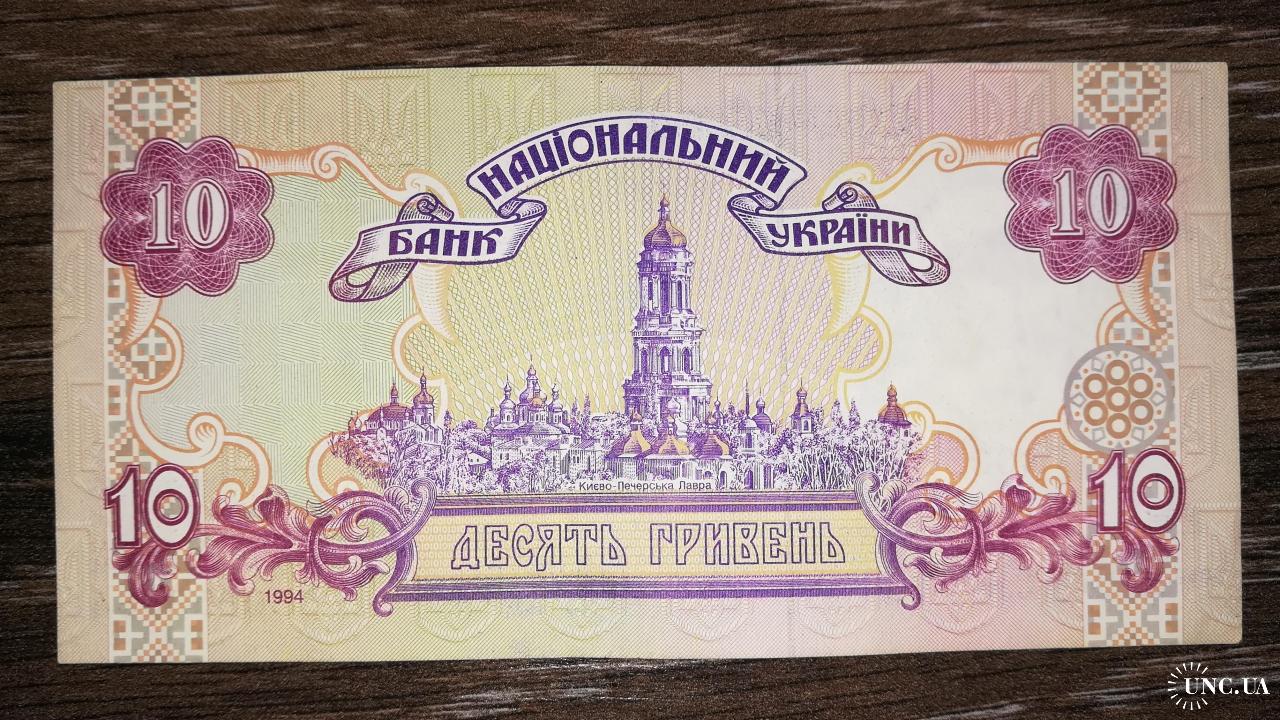 НАЦІОНАЛЬНИЙ
БАНК УКРАЇНИ
10 10
Києво-Печерська Лавра
10 10
ДЕСЯТЬ ГРИВЕНЬ
1994
UNC.UA